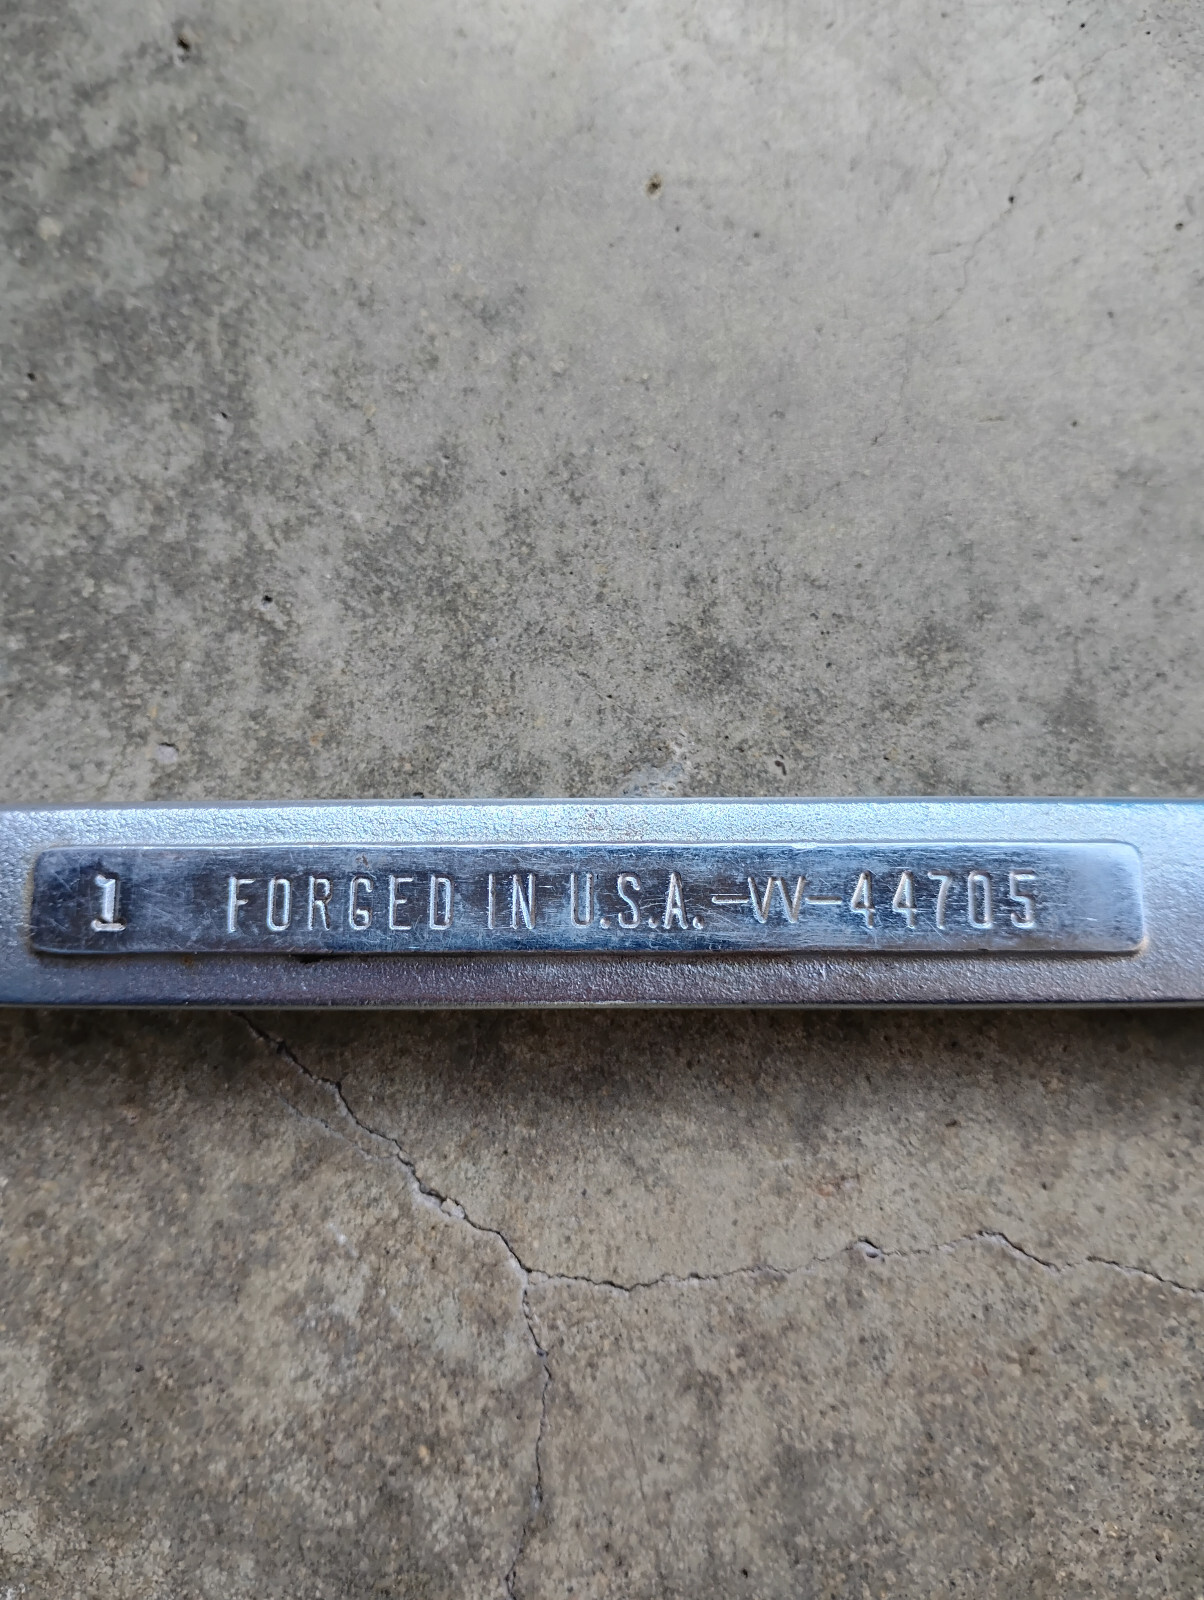 1 FORGED IN U.S.A.-VV-44705